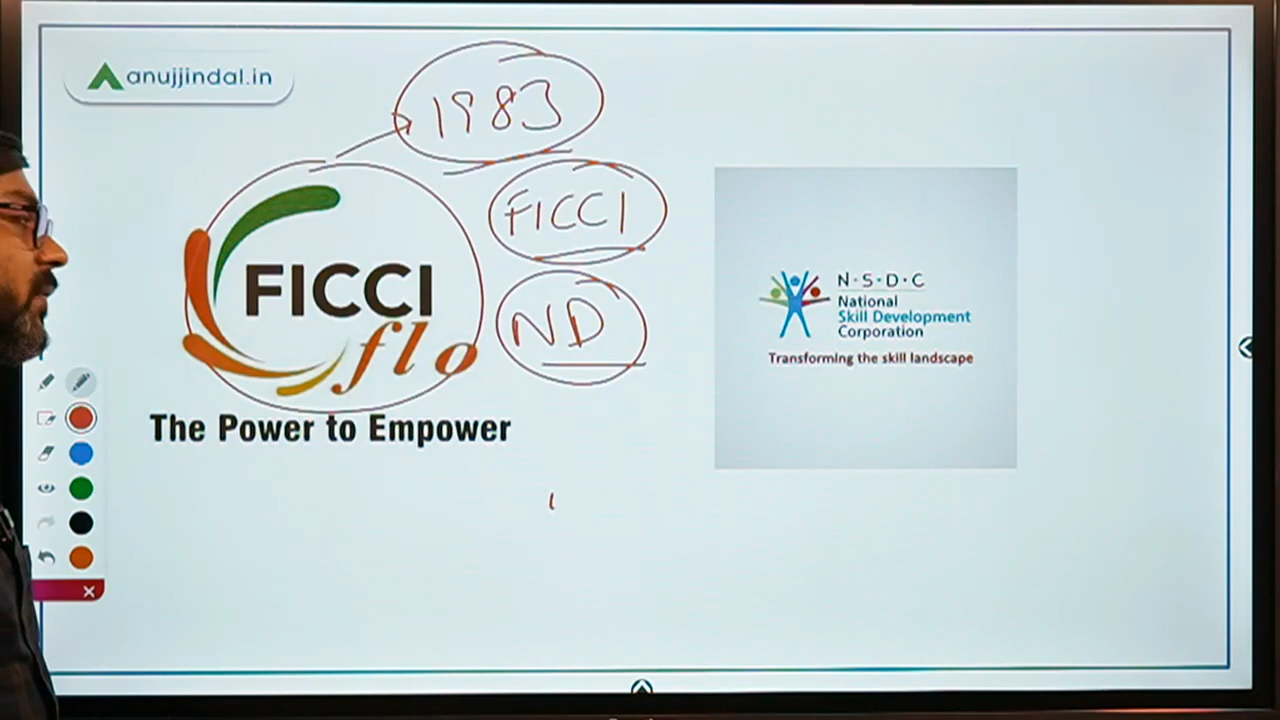 anujjindal.in
1983
FICCI
ND
FICCI
flo
The Power to Empower
N·S·D·C
National
Skill Development
Corporation
Transforming the skill landscape